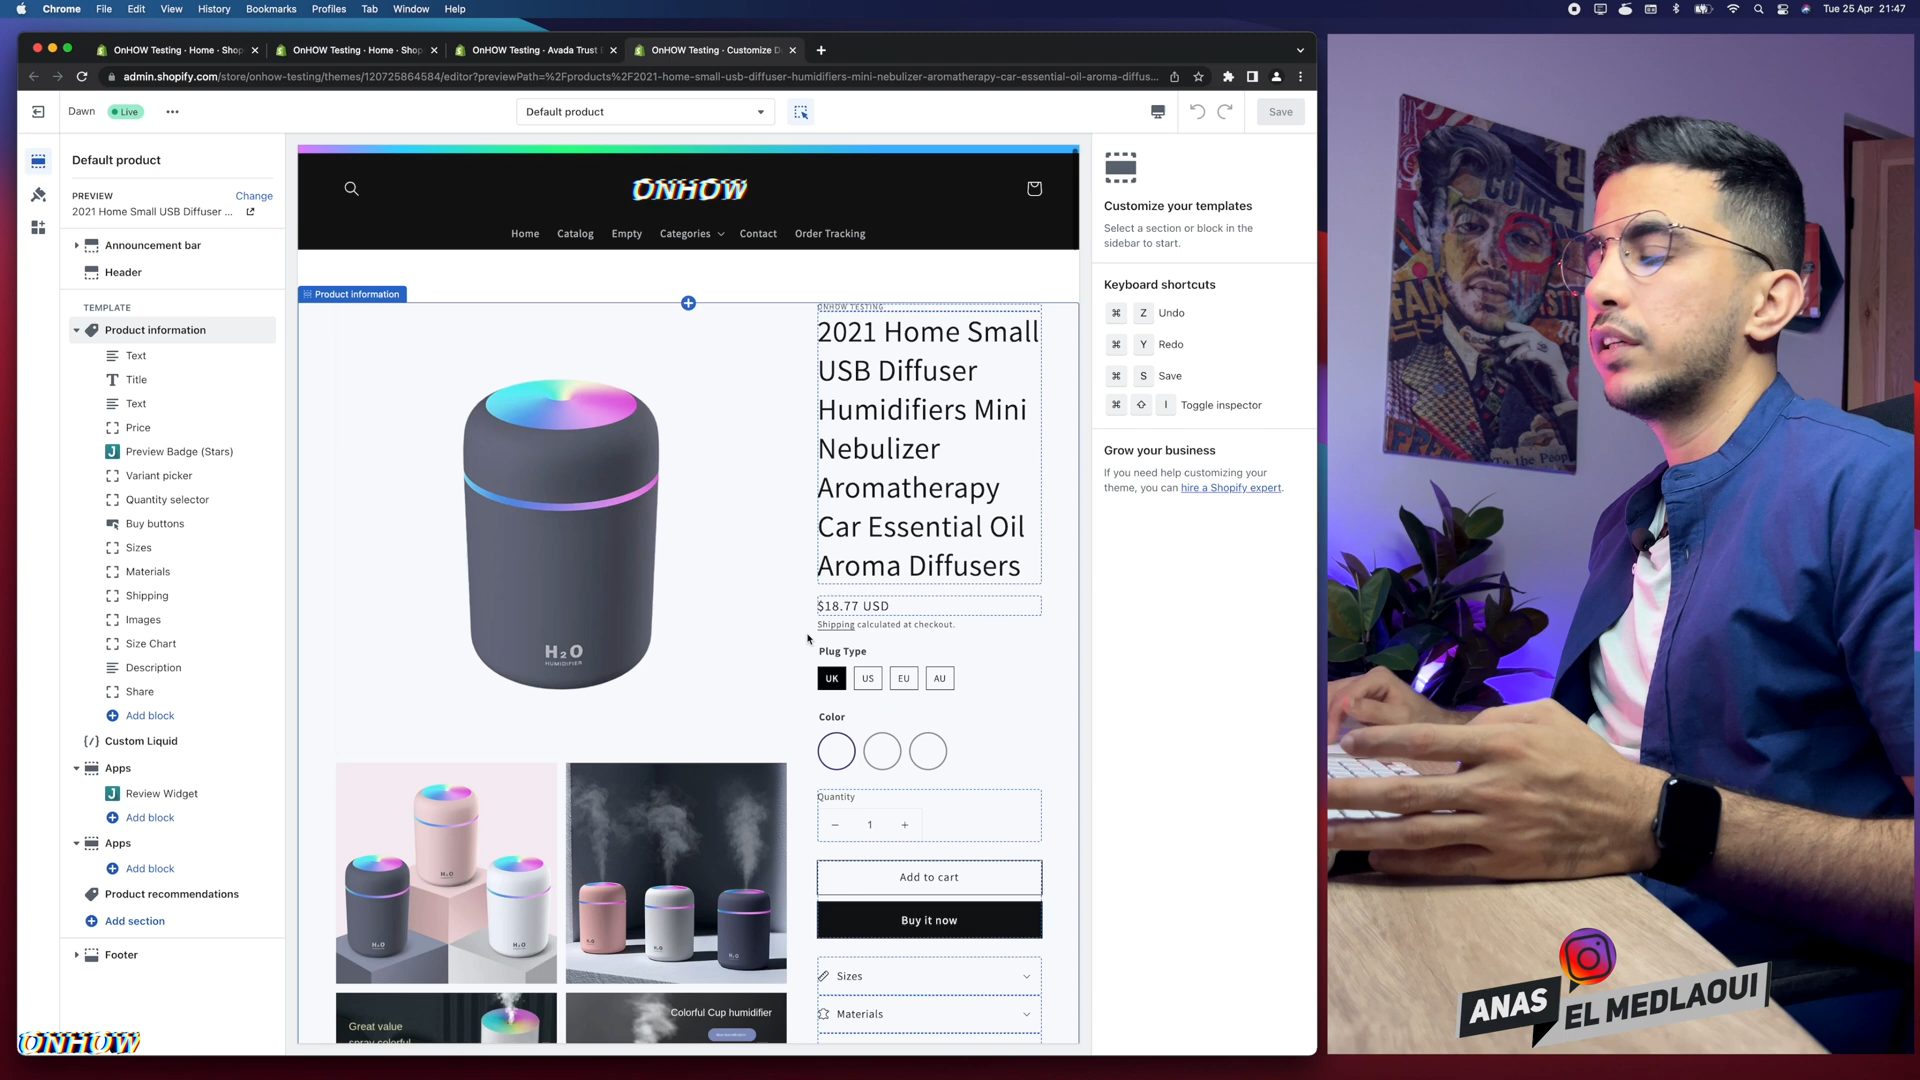 Chrome File Edit View History Bookmarks Profiles Tab Window Help
Tue 25 Apr 21:47
OnHOW Testing · Home · Shop
OnHOW Testing · Home · Shop
OnHOW Testing · Avada Trust
OnHOW Testing · Customize D
admin.shopify.com/store/onhow-testing/themes/120725864584/editor?previewPath=%2Fproducts%2F2021-home-small-usb-diffuser-humidifiers-mini-nebulizer-aromatherapy-car-essential-oil-aroma-diffus...
Dawn
Live
Default product
Save
Default product
PREVIEW
Change
2021 Home Small USB Diffuser ...
Announcement bar
Header
TEMPLATE
Product information
Text
Title
Text
Price
Preview Badge (Stars)
Variant picker
Quantity selector
Buy buttons
Sizes
Materials
Shipping
Images
Size Chart
Description
Share
Add block
Custom Liquid
Apps
Review Widget
Add block
Apps
Add block
Product recommendations
Add section
Footer
ONHOW
Home Catalog Empty Categories Contact Order Tracking
Product information
ONHOW TESTING
2021 Home Small
USB Diffuser
Humidifiers Mini
Nebulizer
Aromatherapy
Car Essential Oil
Aroma Diffusers
$18.77 USD
Shipping calculated at checkout.
Plug Type
UK US EU AU
Color
Quantity
1
Add to cart
Buy it now
Sizes
Materials
H₂O
HUMIDIFIER
Great value
spray colorful
Colorful Cup humidifier
Customize your templates
Select a section or block in the
sidebar to start.
Keyboard shortcuts
⌘ Z Undo
⌘ Y Redo
⌘ S Save
⌘ ⇧ I Toggle inspector
Grow your business
If you need help customizing your
theme, you can hire a Shopify expert.
ONHOW
ANAS
EL MEDLAOUI